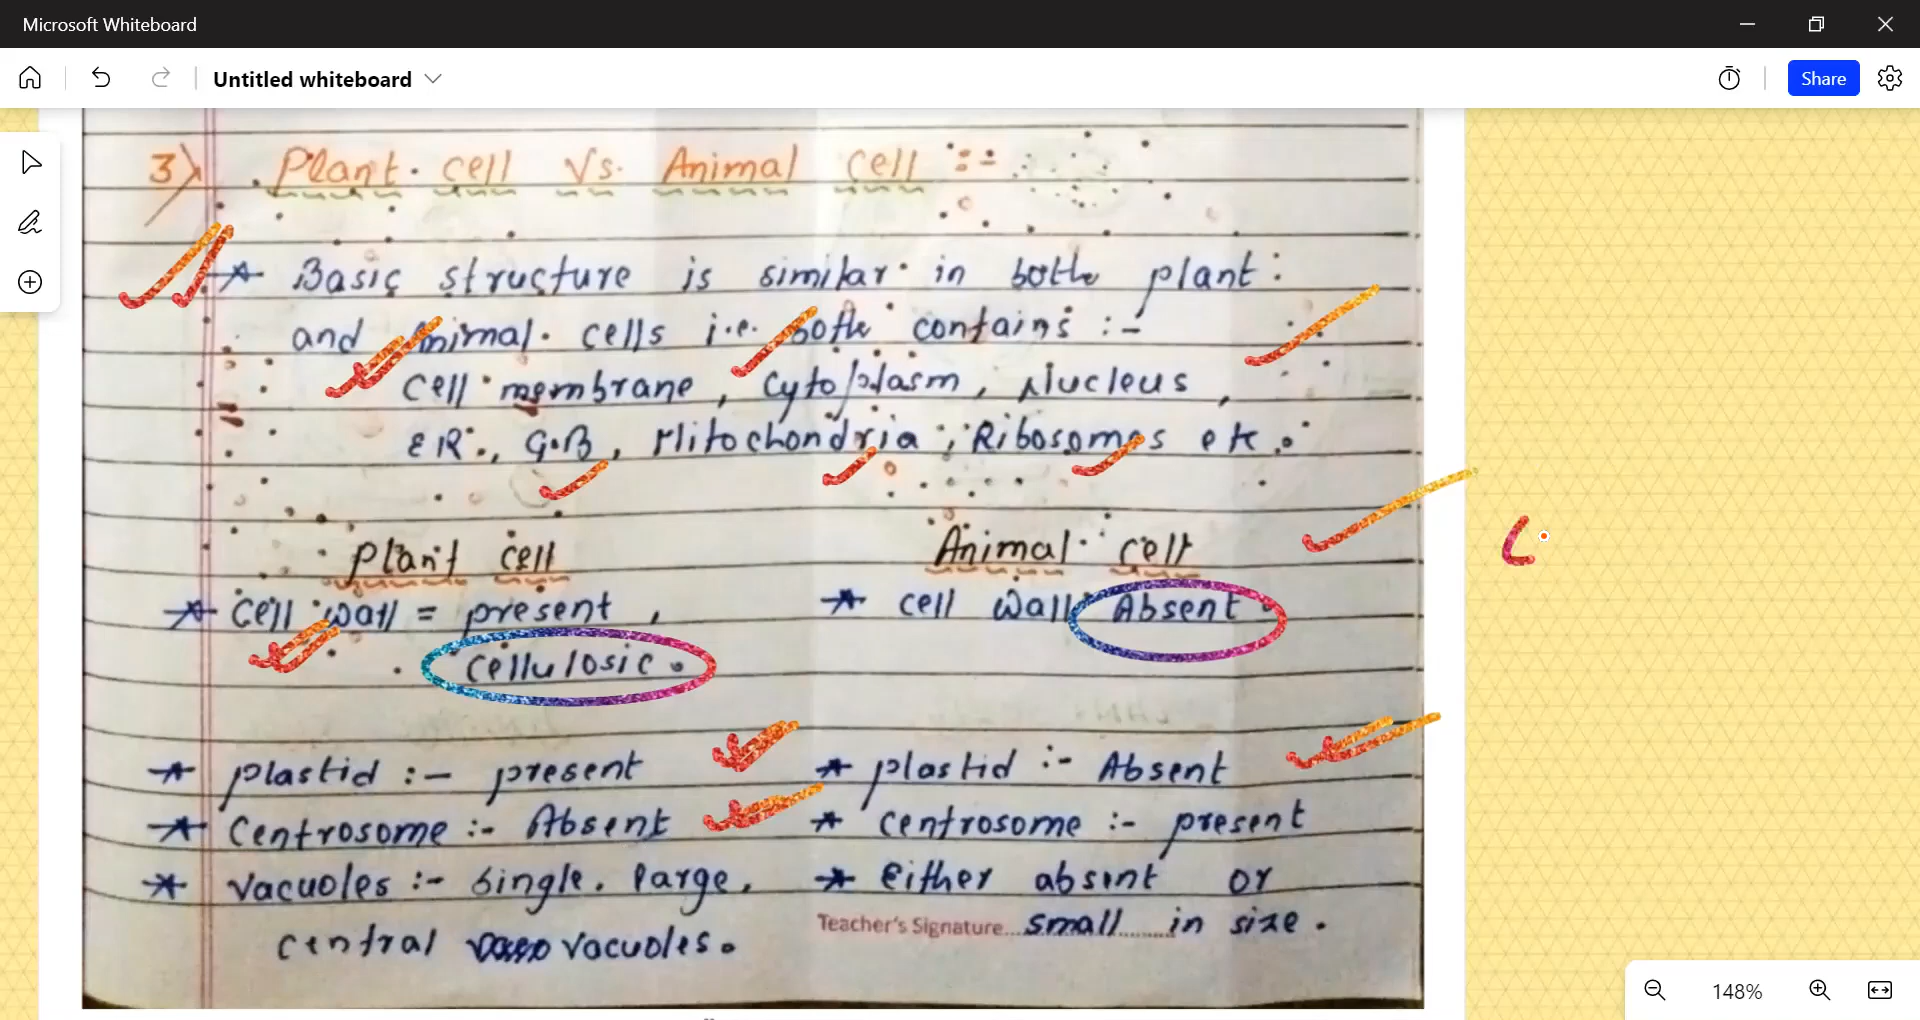 Microsoft Whiteboard
Untitled whiteboard
Share
3) Plant cell Vs. Animal cell :-
Basic structure is similar in both plant
and Animal cells i.e. both contains :-
Cell membrane, Cytoplasm, Nucleus,
ER., G.B, Mitochondria, Ribosomes etc.
Plant cell
Animal cell
Cell wall = present,
Cellulosic.
cell wall Absent.
plastid :- present
plastid :- Absent
Centrosome :- Absent
centrosome :- present
Vacuoles :- Single. large,
central vacuoles.
Either absent or
Teacher's Signature small in size.
148%